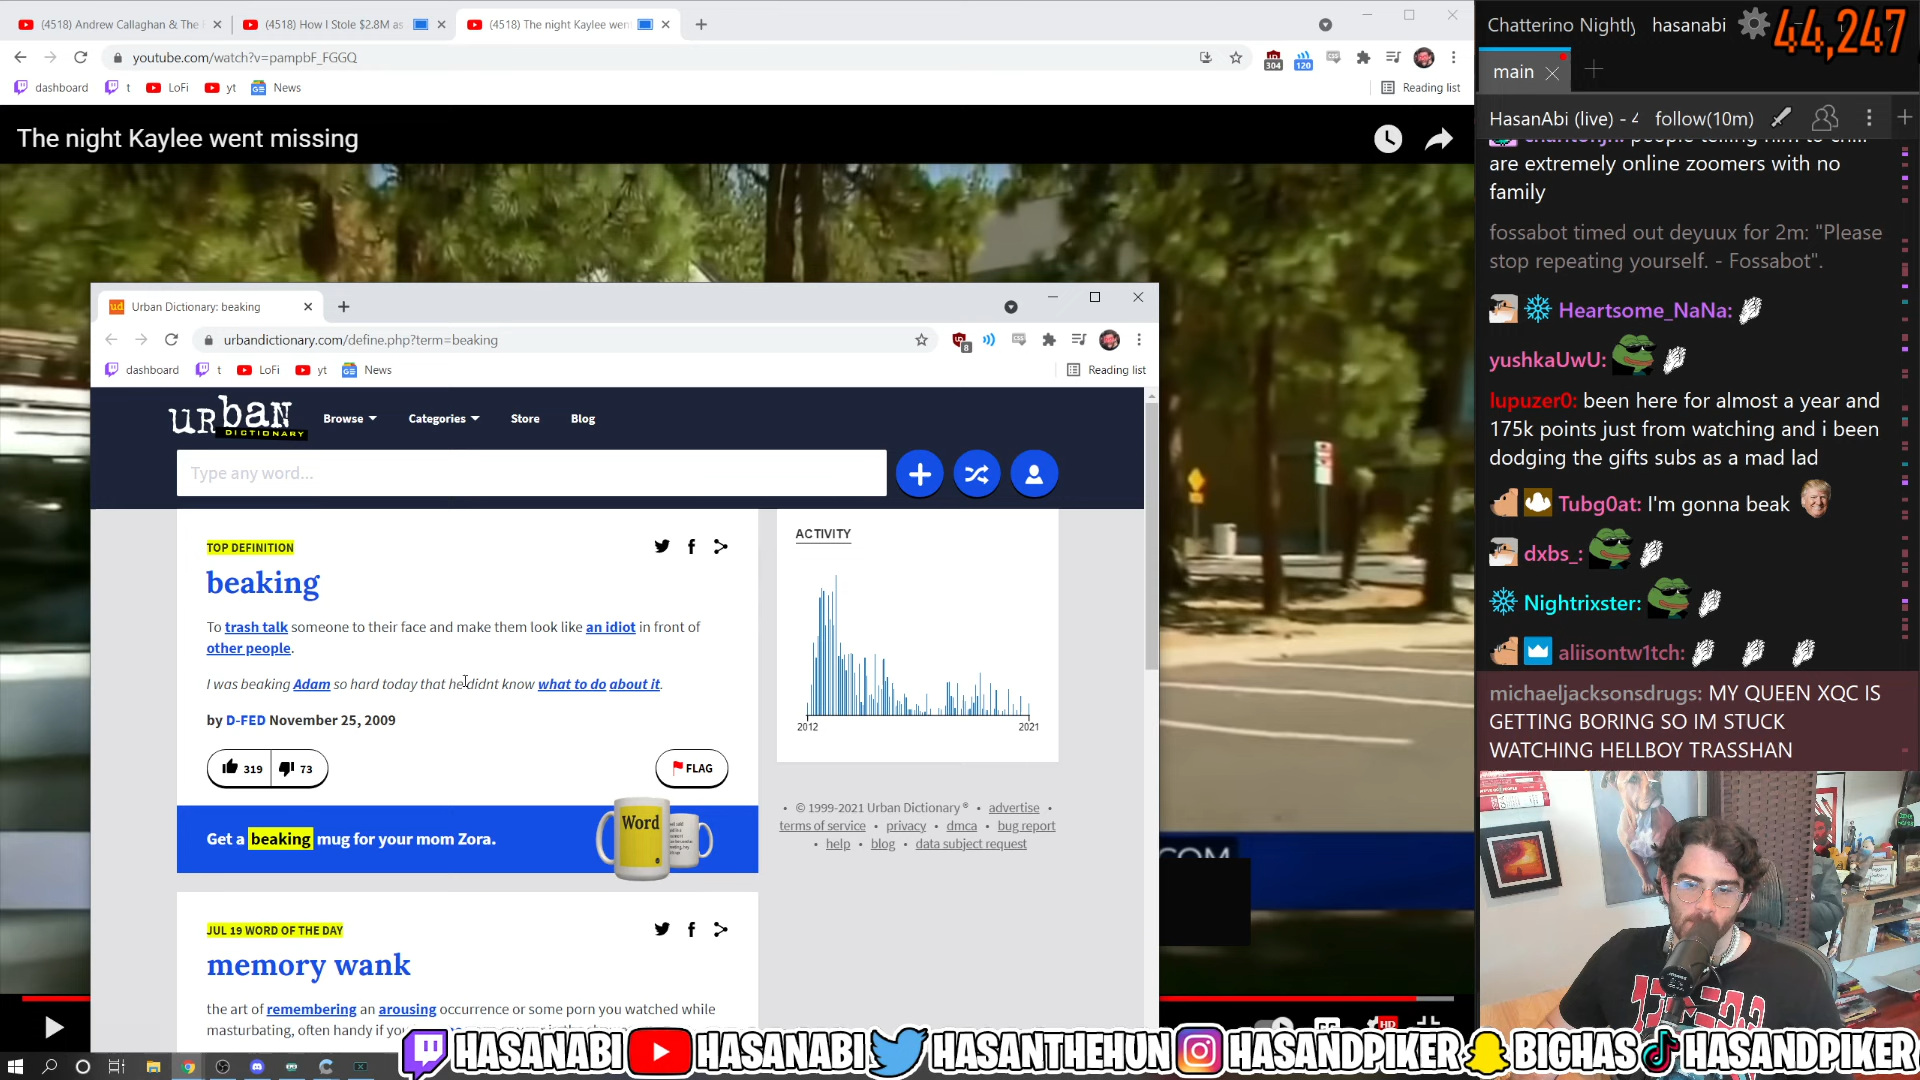 (4518) Andrew Callaghan & The
(4518) How I Stole $2.8M as
(4518) The night Kaylee wen
youtube.com/watch?v=pampbF_FGGQ
304
120
dashboard
t
LoFi
yt
News
Reading list
The night Kaylee went missing
Urban Dictionary: beaking
urbandictionary.com/define.php?term=beaking
8
dashboard
t
LoFi
yt
News
Reading list
urban
DICTIONARY
Browse
Categories
Store
Blog
Type any word...
TOP DEFINITION
beaking
To trash talk someone to their face and make them look like an idiot in front of
other people.
I was beaking Adam so hard today that he didnt know what to do about it.
by D-FED November 25, 2009
319
73
FLAG
Get a beaking mug for your mom Zora.
Word
JUL 19 WORD OF THE DAY
memory wank
the art of remembering an arousing occurrence or some porn you watched while
masturbating, often handy if you
ACTIVITY
2012
2021
• © 1999-2021 Urban Dictionary ® • advertise •
terms of service • privacy • dmca • bug report
• help • blog • data subject request
.COM
HD
Chatterino Nightly
hasanabi
44,247
main
HasanAbi (live) - 4
follow(10m)
charltonjn: people telling him to chill
are extremely online zoomers with no
family
fossabot timed out deyuux for 2m: "Please
stop repeating yourself. - Fossabot".
Heartsome_NaNa:
yushkaUwU:
lupuzer0: been here for almost a year and
175k points just from watching and i been
dodging the gifts subs as a mad lad
Tubg0at: I'm gonna beak
dxbs_:
Nightrixster:
aliisontw1tch:
michaeljacksonsdrugs: MY QUEEN XQC IS
GETTING BORING SO IM STUCK
WATCHING HELLBOY TRASSHAN
HASANABI
HASANABI
HASANTHEHUN
HASANDPIKER
BIGHAS
HASANDPIKER